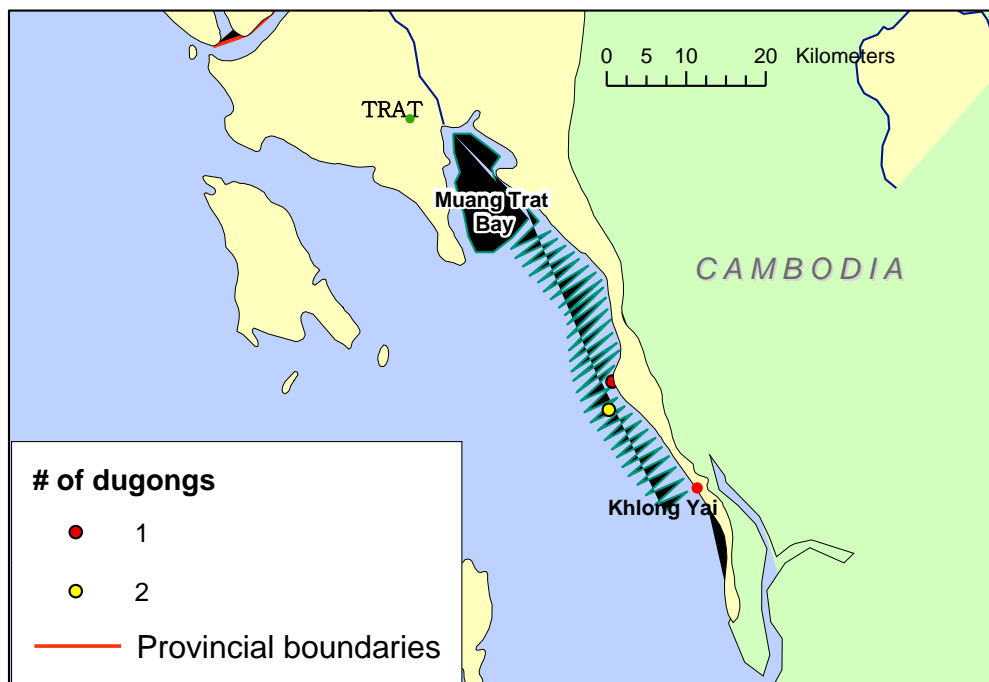 0 5 10 20 Kilometers
TRAT
Muang Trat
Bay
CAMBODIA
Khlong Yai
# of dugongs
1
2
Provincial boundaries